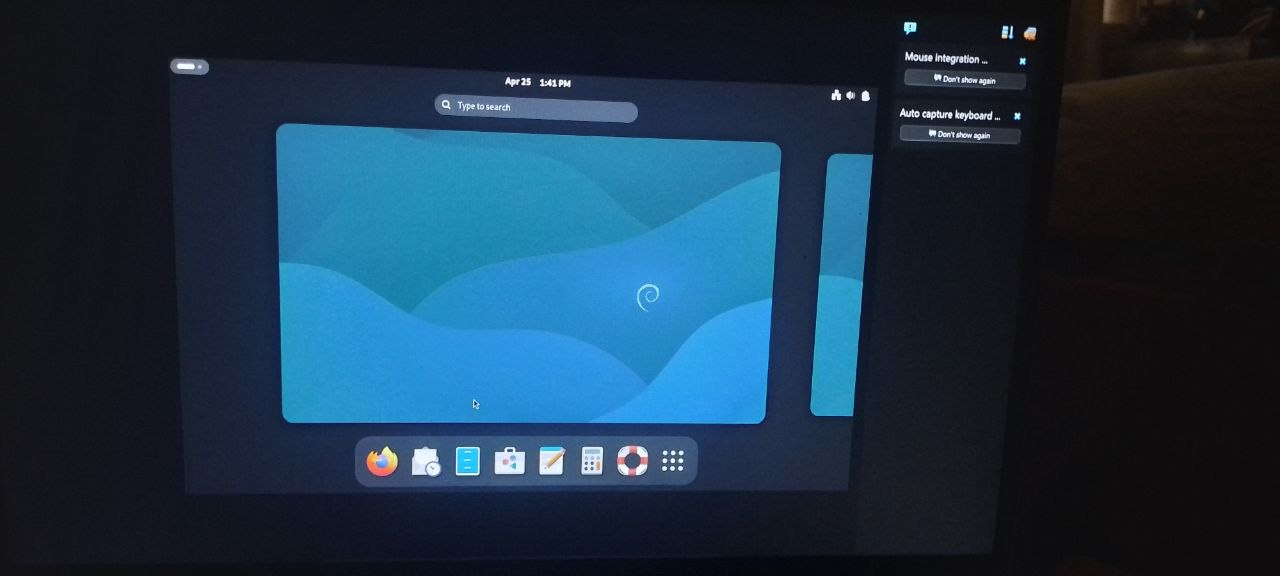 Apr 25 1:41 PM
Type to search
Mouse integration ...
Don't show again
Auto capture keyboard ...
Don't show again